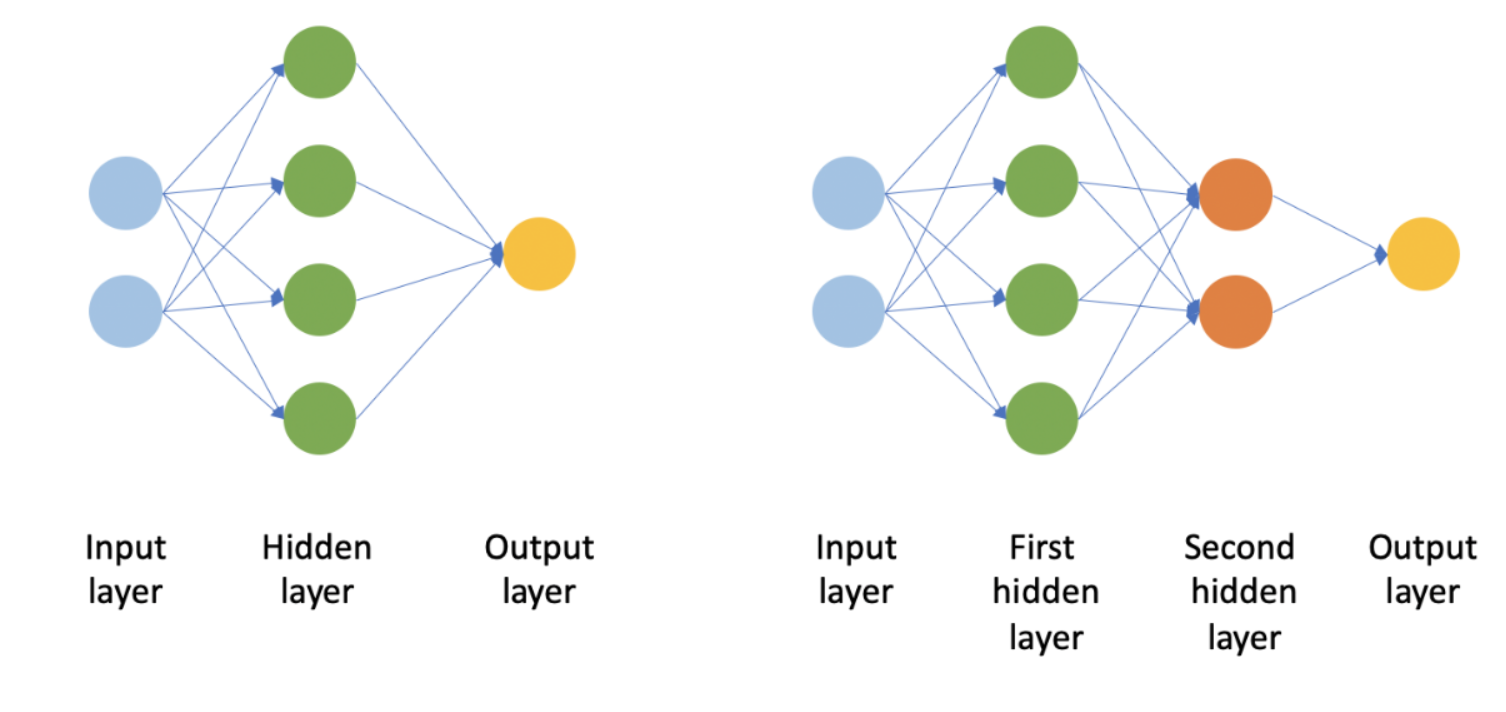 Input
layer
Hidden
layer
Output
layer
Input
layer
First
hidden
layer
Second
hidden
layer
Output
layer